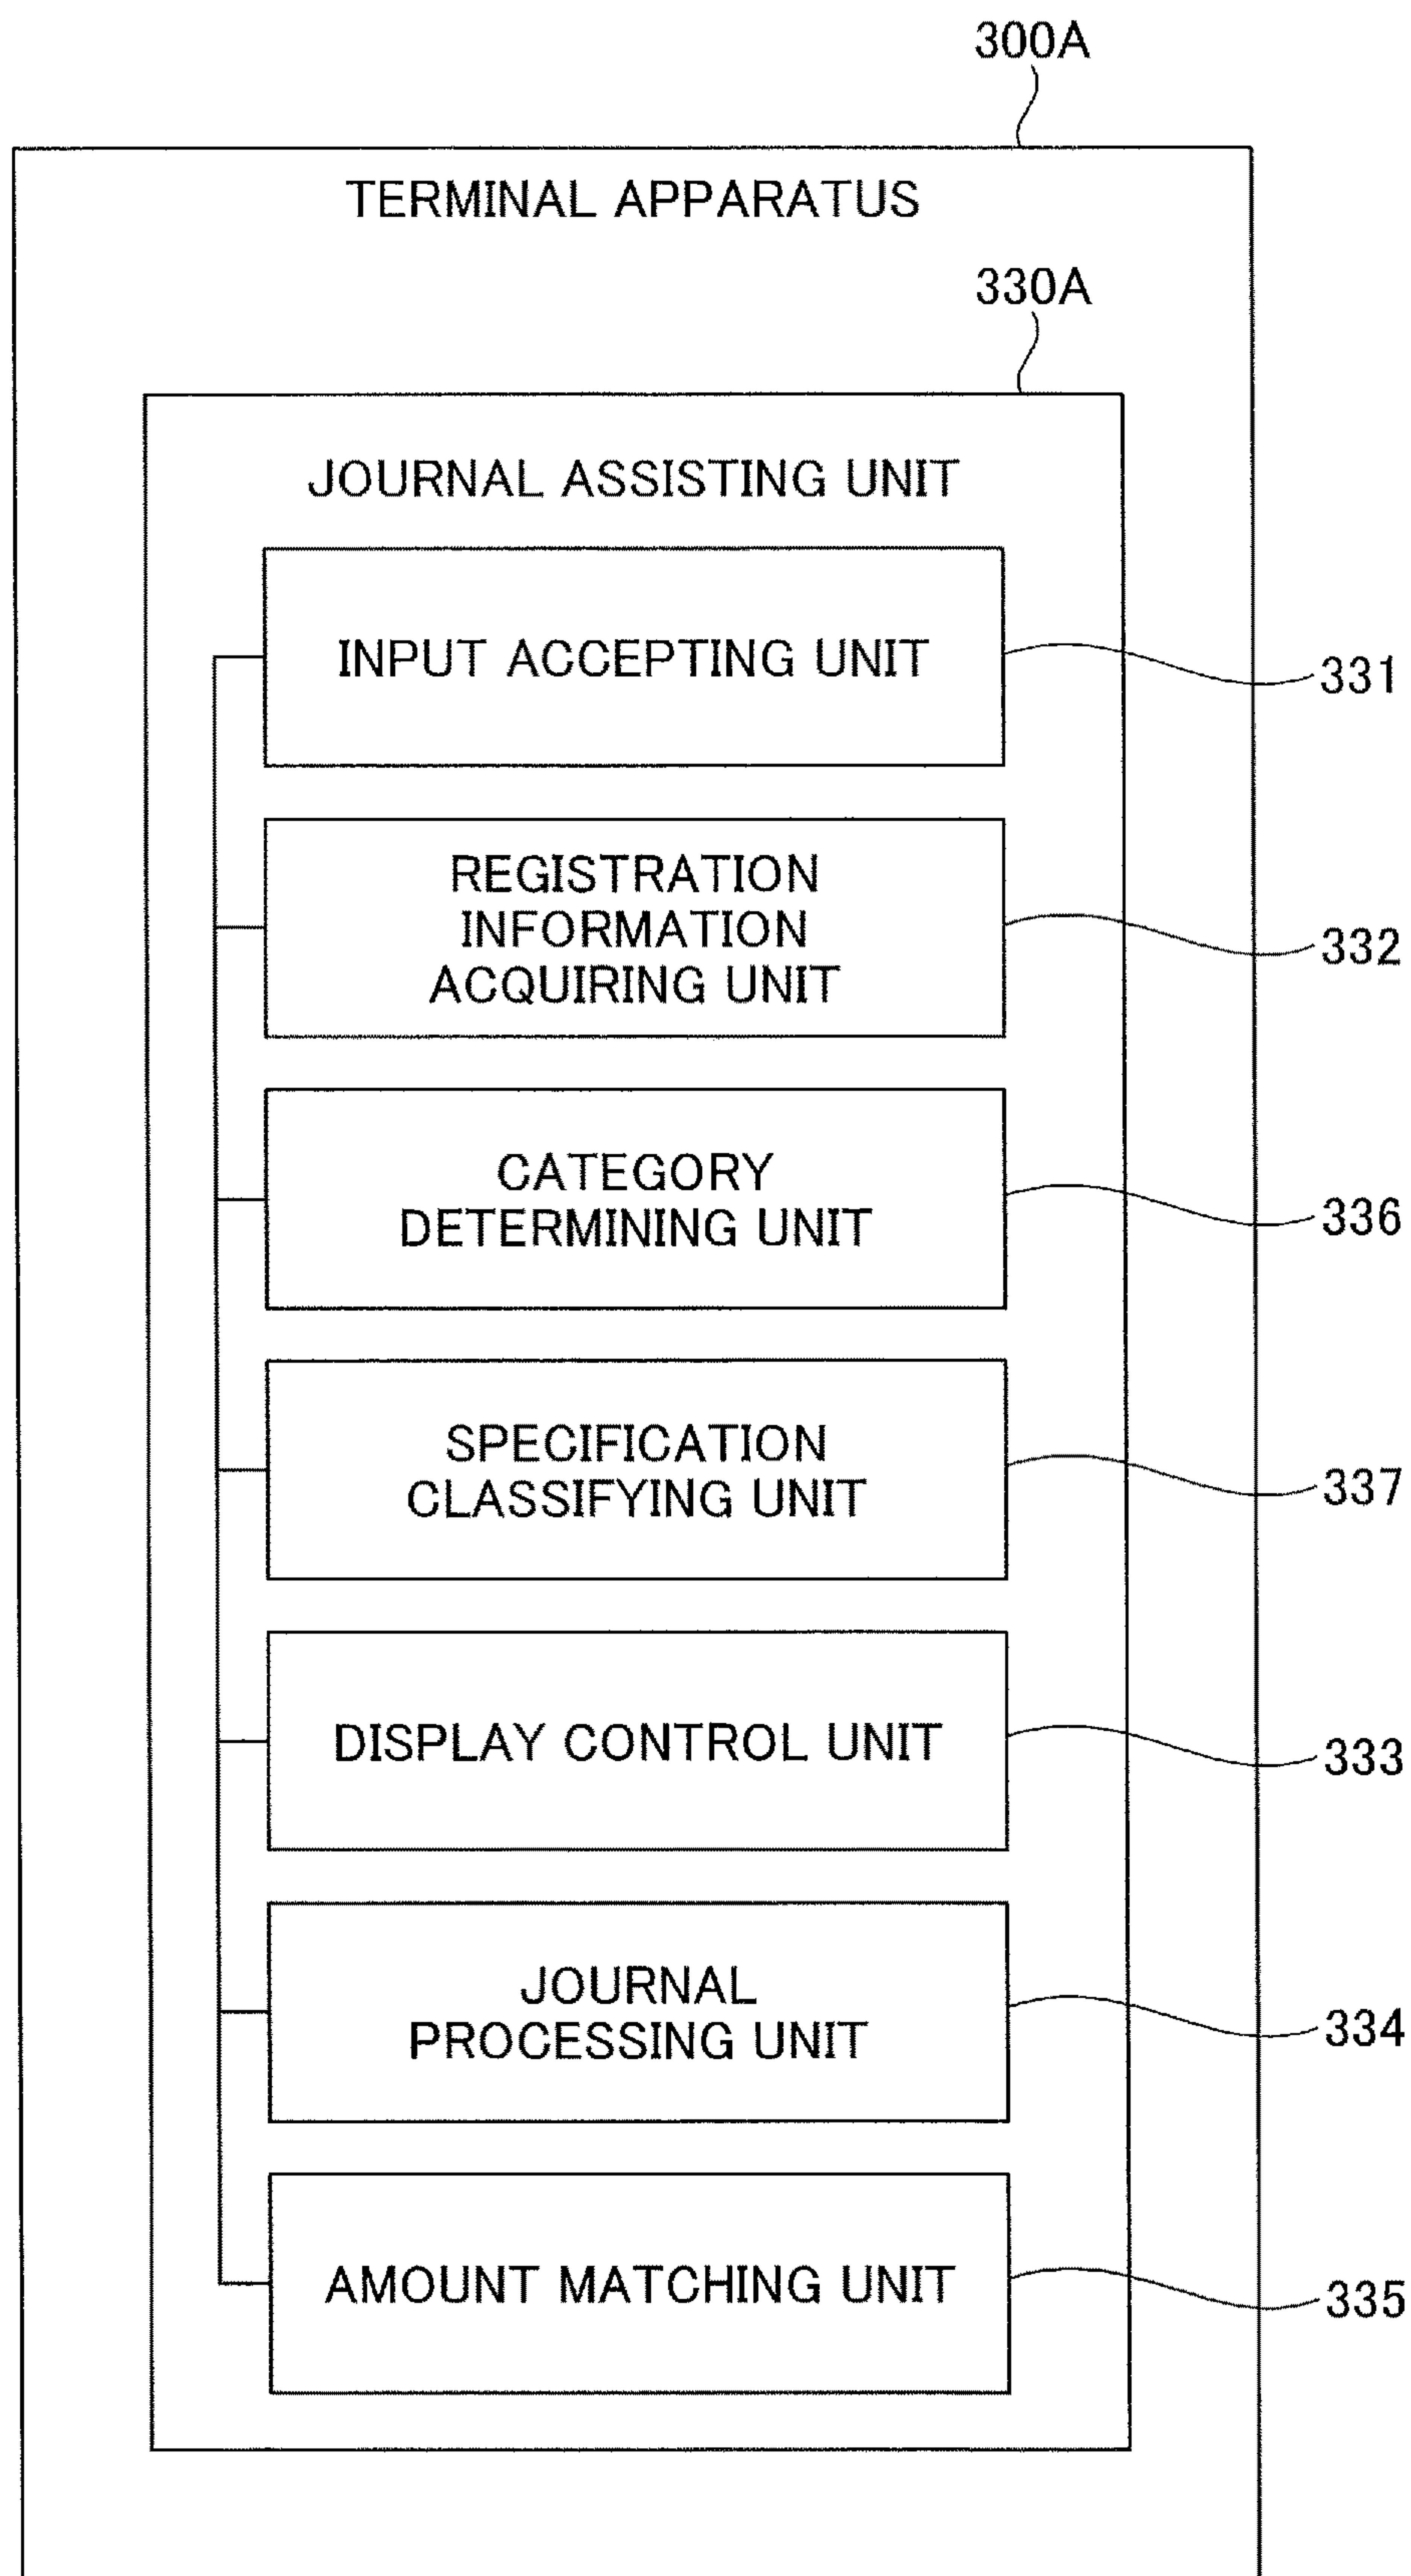 300A
TERMINAL APPARATUS
330A
JOURNAL ASSISTING UNIT
INPUT ACCEPTING UNIT
331
REGISTRATION
INFORMATION
ACQUIRING UNIT
332
CATEGORY
DETERMINING UNIT
336
SPECIFICATION
CLASSIFYING UNIT
337
DISPLAY CONTROL UNIT
333
JOURNAL
PROCESSING UNIT
334
AMOUNT MATCHING UNIT
335